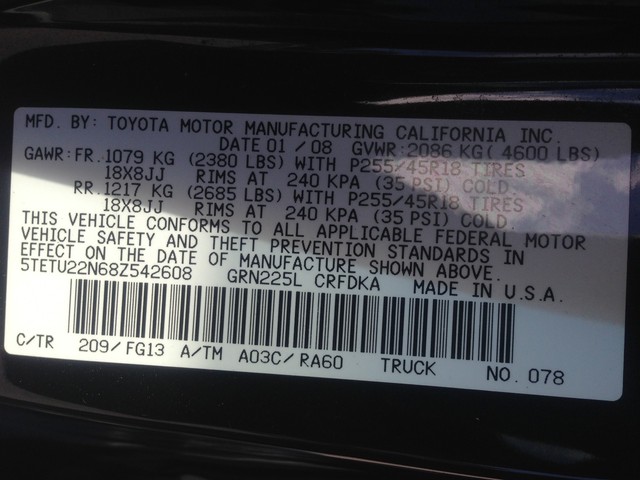 MFD. BY: TOYOTA MOTOR MANUFACTURING CALIFORNIA INC.
DATE 01 / 08 GVWR: 2086 KG( 4600 LBS)
GAWR: FR. 1079 KG (2380 LBS) WITH P255/45R18 TIRES
18X8JJ RIMS AT 240 KPA (35 PSI) COLD.
RR. 1217 KG (2685 LBS) WITH P255/45R18 TIRES
18X8JJ RIMS AT 240 KPA (35 PSI) COLD.
THIS VEHICLE CONFORMS TO ALL APPLICABLE FEDERAL MOTOR
VEHICLE SAFETY AND THEFT PREVENTION STANDARDS IN
EFFECT ON THE DATE OF MANUFACTURE SHOWN ABOVE.
5TETU22N68Z542608 GRN225L CRFDKA MADE IN U.S.A.
C/TR 209/FG13 A/TM A03C/RA60 TRUCK NO. 078